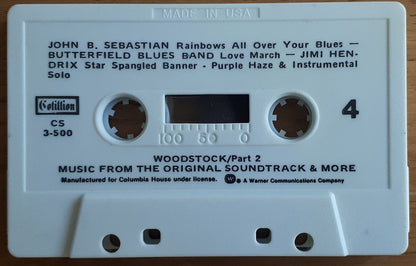 MADE IN USA
JOHN B. SEBASTIAN Rainbows All Over Your Blues —
BUTTERFIELD BLUES BAND Love March — JIMI HEN-
DRIX Star Spangled Banner - Purple Haze & Instrumental
Solo
Cotillion
CS
3-500
4
100 50 0
WOODSTOCK/Part 2
MUSIC FROM THE ORIGINAL SOUNDTRACK & MORE
Manufactured for Columbia House under license. ® A Warner Communications Company